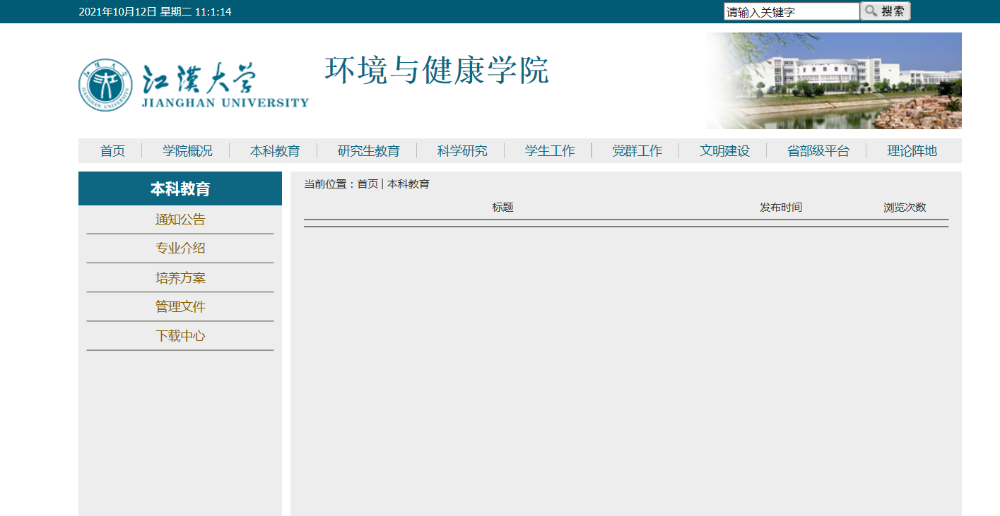 2021年10月12日 星期二 11:1:14
请输入关键字 搜索
江漢大学
JIANGHAN UNIVERSITY
环境与健康学院
首页 学院概况 本科教育 研究生教育 科学研究 学生工作 党群工作 文明建设 省部级平台 理论阵地
本科教育
通知公告
专业介绍
培养方案
管理文件
下载中心
当前位置：首页 | 本科教育
标题 发布时间 浏览次数